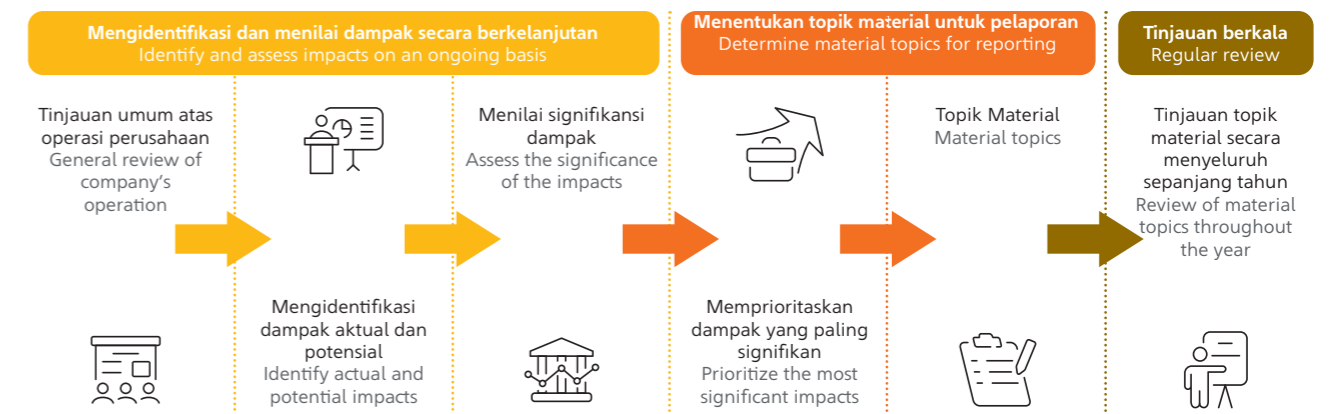 Mengidentifikasi dan menilai dampak secara berkelanjutan
Identify and assess impacts on an ongoing basis
Menentukan topik material untuk pelaporan
Determine material topics for reporting
Tinjauan berkala
Regular review
Tinjauan umum atas
operasi perusahaan
General review of
company's
operation
Mengidentifikasi
dampak aktual dan
potensial
Identify actual and
potential impacts
Menilai signifikansi
dampak
Assess the significance
of the impacts
Memprioritaskan
dampak yang paling
signifikan
Prioritize the most
significant impacts
Topik Material
Material topics
Tinjauan topik
material secara
menyeluruh
sepanjang tahun
Review of material
topics throughout
the year